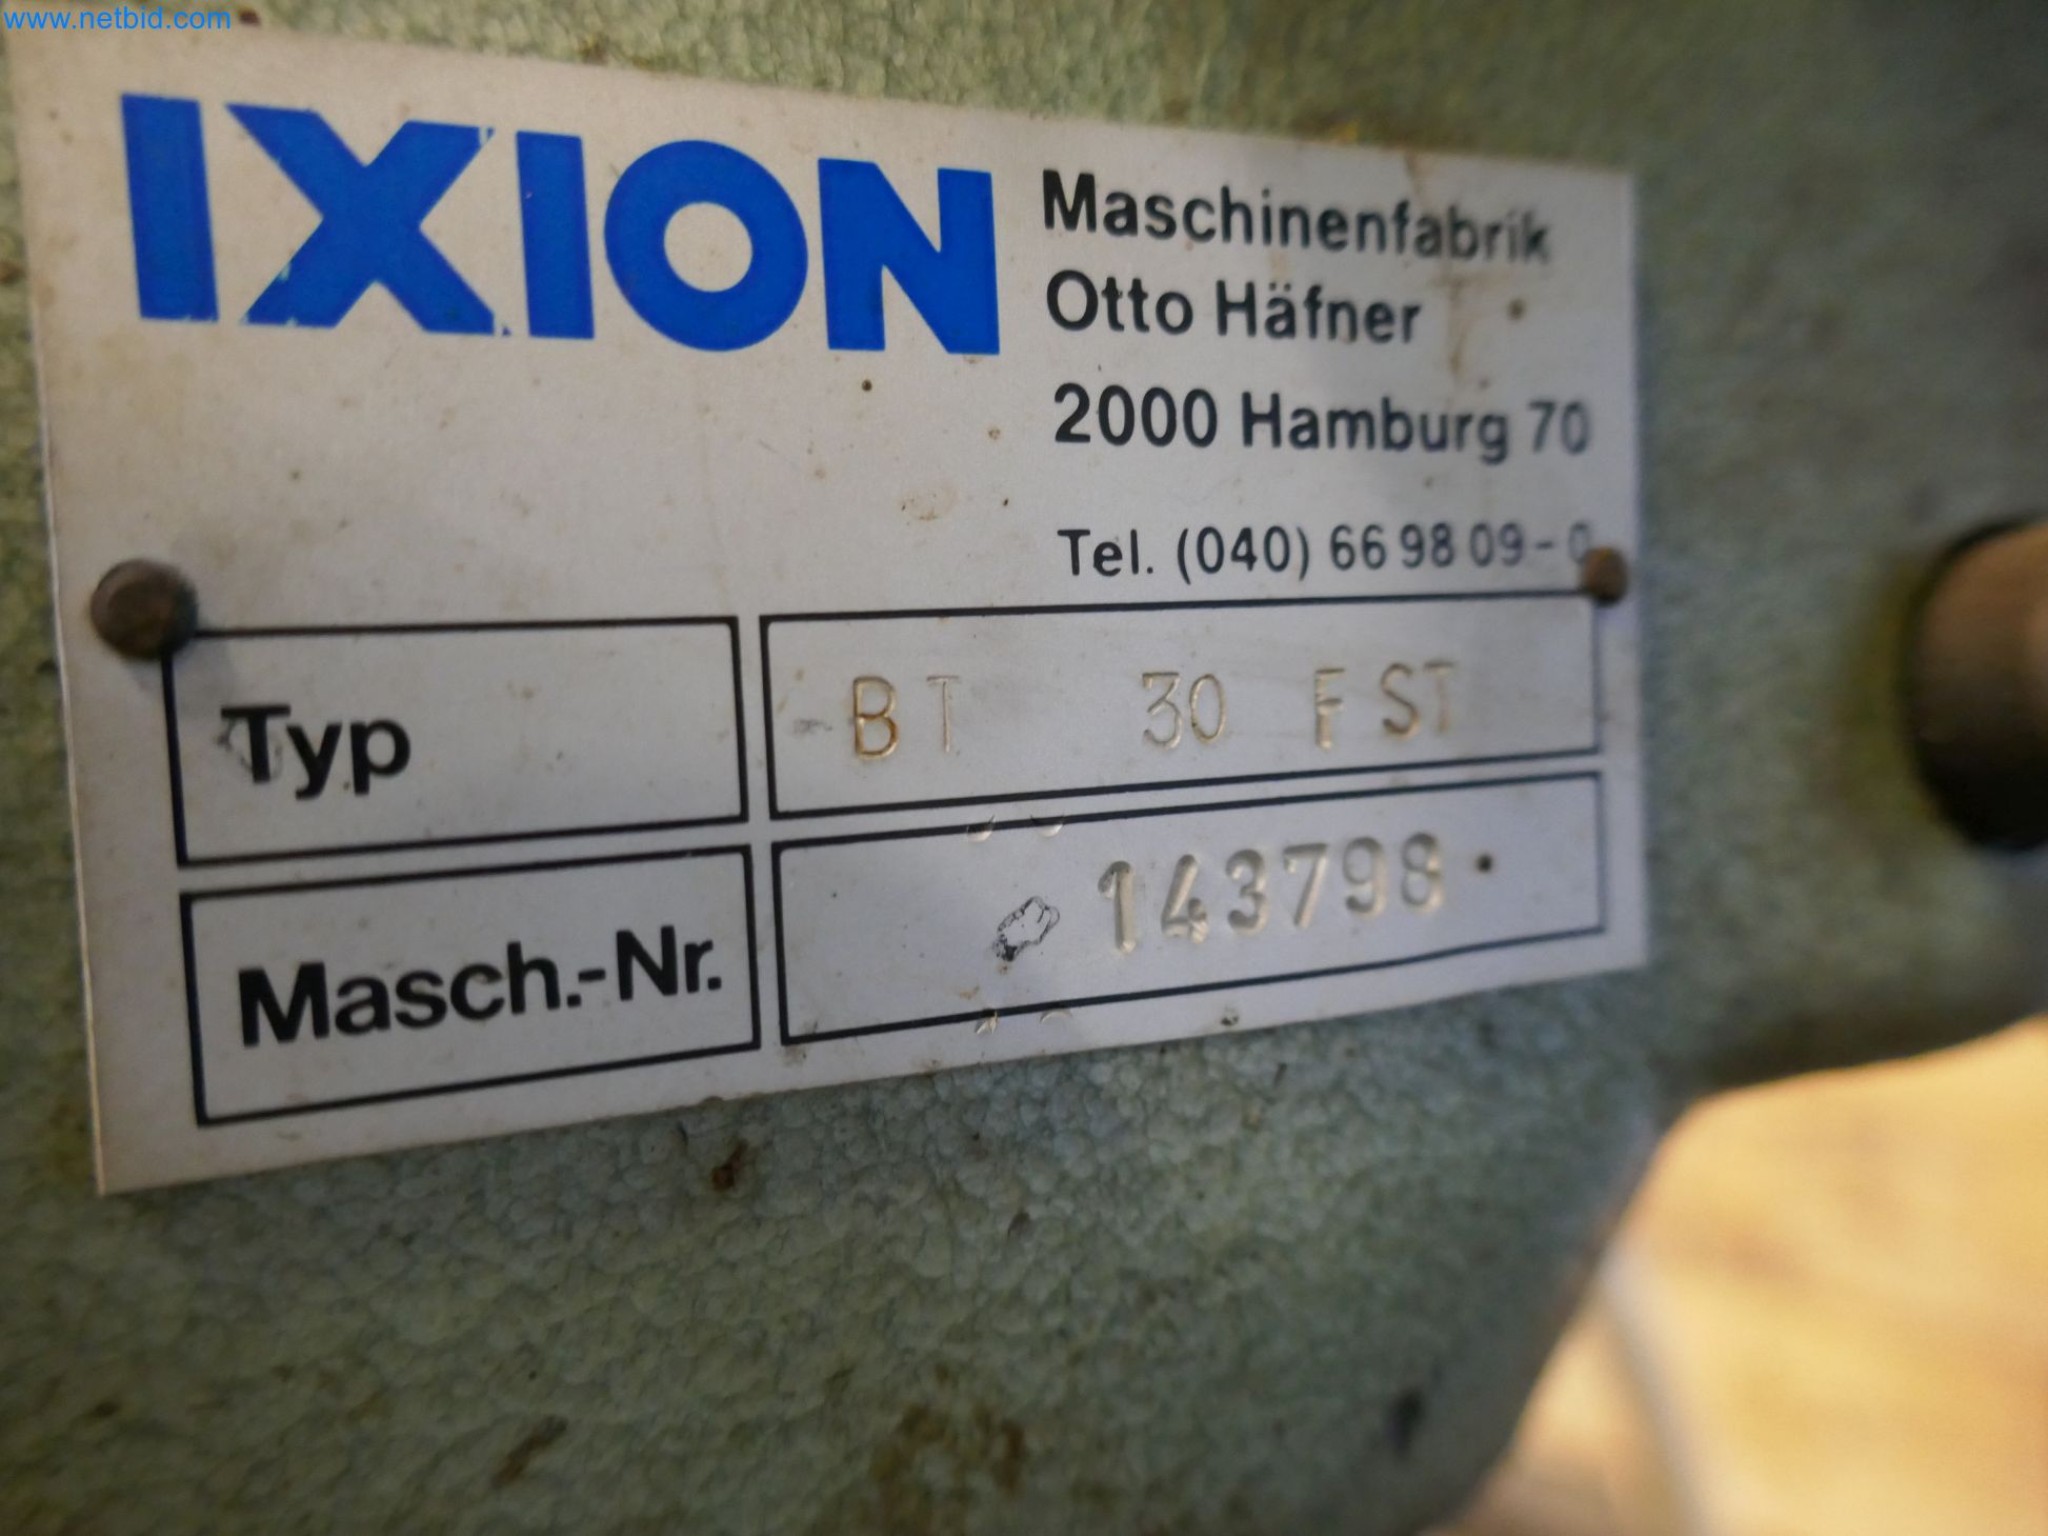 www.netbid.com
IXION
Maschinenfabrik
Otto Häfner
2000 Hamburg 70
Tel. (040) 66 98 09-0
Typ
BT 30 F ST
Masch.-Nr.
143798